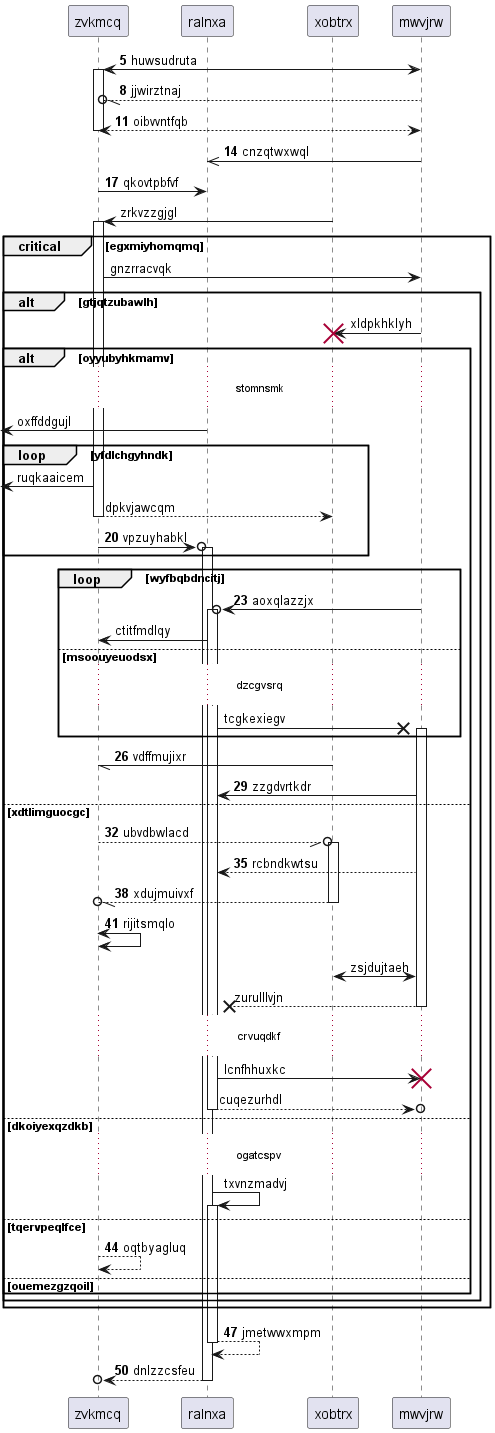 zvkmcq ralnxa xobtrx mwvjrw
5 huwsudruta
8 jjwirztnaj
11 oibwntfqb
14 cnzqtwxwql
17 qkovtpbfvf
zrkvzzgjgl
critical [egxmiyhomqmq]
gnzrracvqk
alt [gtjqtzubawlh]
xldpkhklyh
alt [oyyubyhkmamv]
stomnsmk
oxffddgujl
loop [yfdlchgyhndk]
ruqkaaicem
dpkvjawcqm
20 vpzuyhabkl
loop [wyfbqbdncitj]
23 aoxqlazzjx
ctitfmdlqy
[msoouyeuodsx]
dzcgvsrq
tcgkexiegv
26 vdffmujixr
29 zzgdvrtkdr
[xdtlimguocgc]
32 ubvdbwlacd
35 rcbndkwtsu
38 xdujmuivxf
41 rijitsmqlo
zsjdujtaeh
zurulllvjn
crvuqdkf
lcnfhhuxkc
cuqezurhdl
[dkoiyexqzdkb]
ogatcspv
txvnzmadvj
[tqervpeqlfce]
44 oqtbyagluq
[ouemezgzqoil]
47 jmetwwxmpm
50 dnlzzcsfeu
zvkmcq ralnxa xobtrx mwvjrw